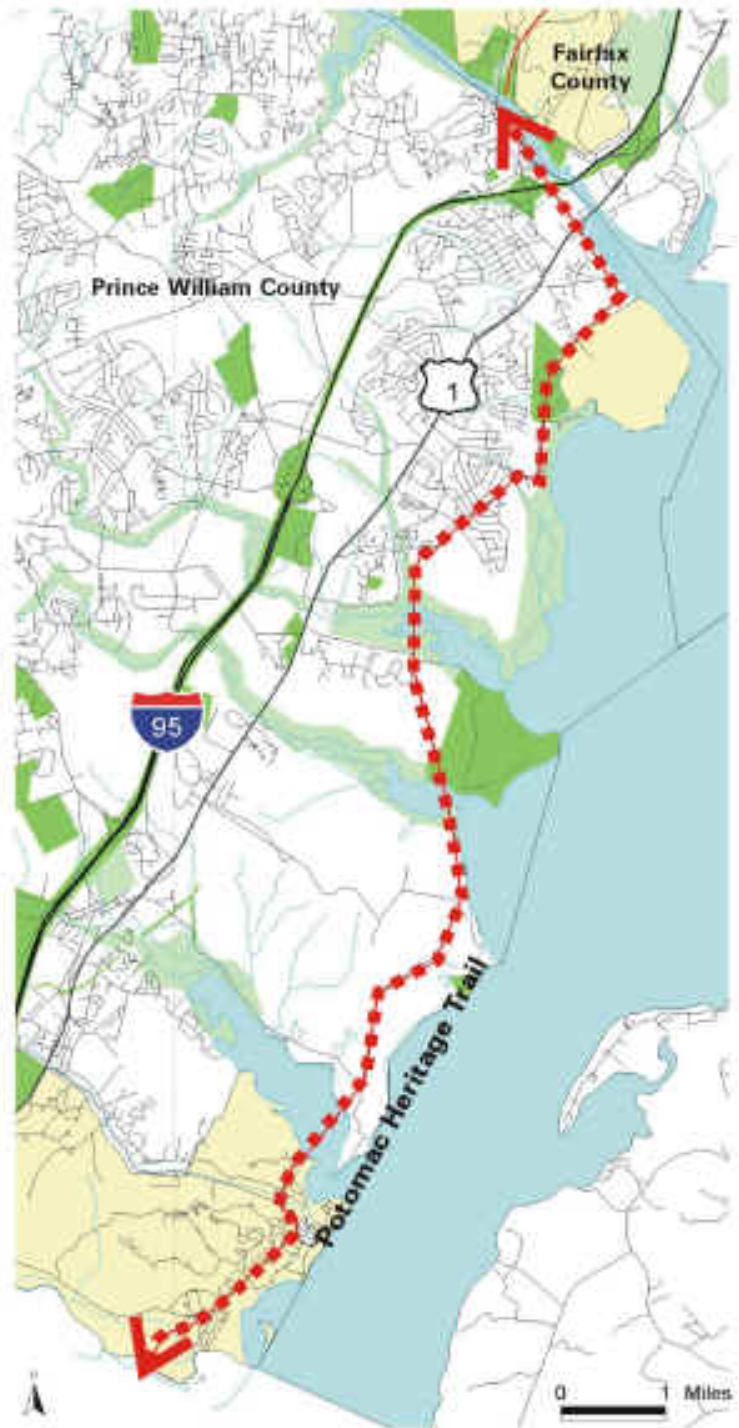 Fairfax
County
Prince William County
1
95
Potomac Heritage Trail
N
0 1 Miles